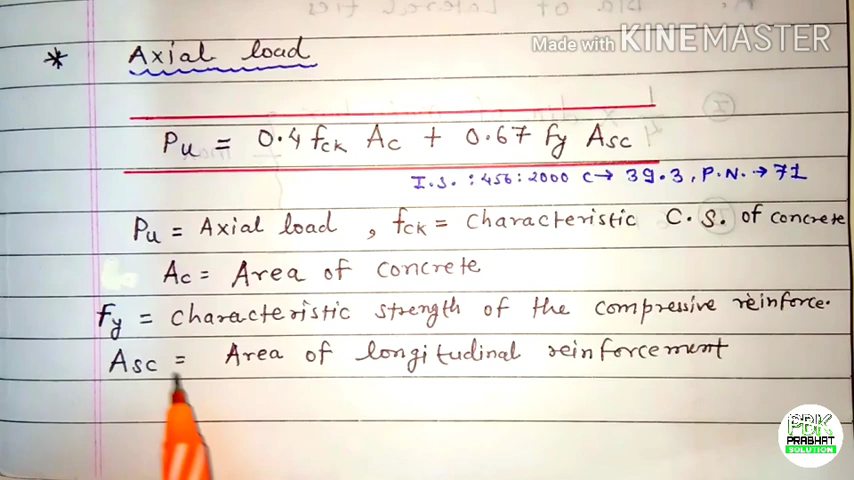 Made with KINEMASTER
* Axial load
Pu = 0.4 fck Ac + 0.67 fy Asc
I.S. : 456 : 2000 C → 39.3, P.N. → 71
Pu = Axial load , fck = characteristic C.S. of concrete
Ac = Area of concrete
Fy = characteristic strength of the compressive reinforce.
Asc = Area of longitudinal reinforcement
PBK
PRABHAT
SOLUTION